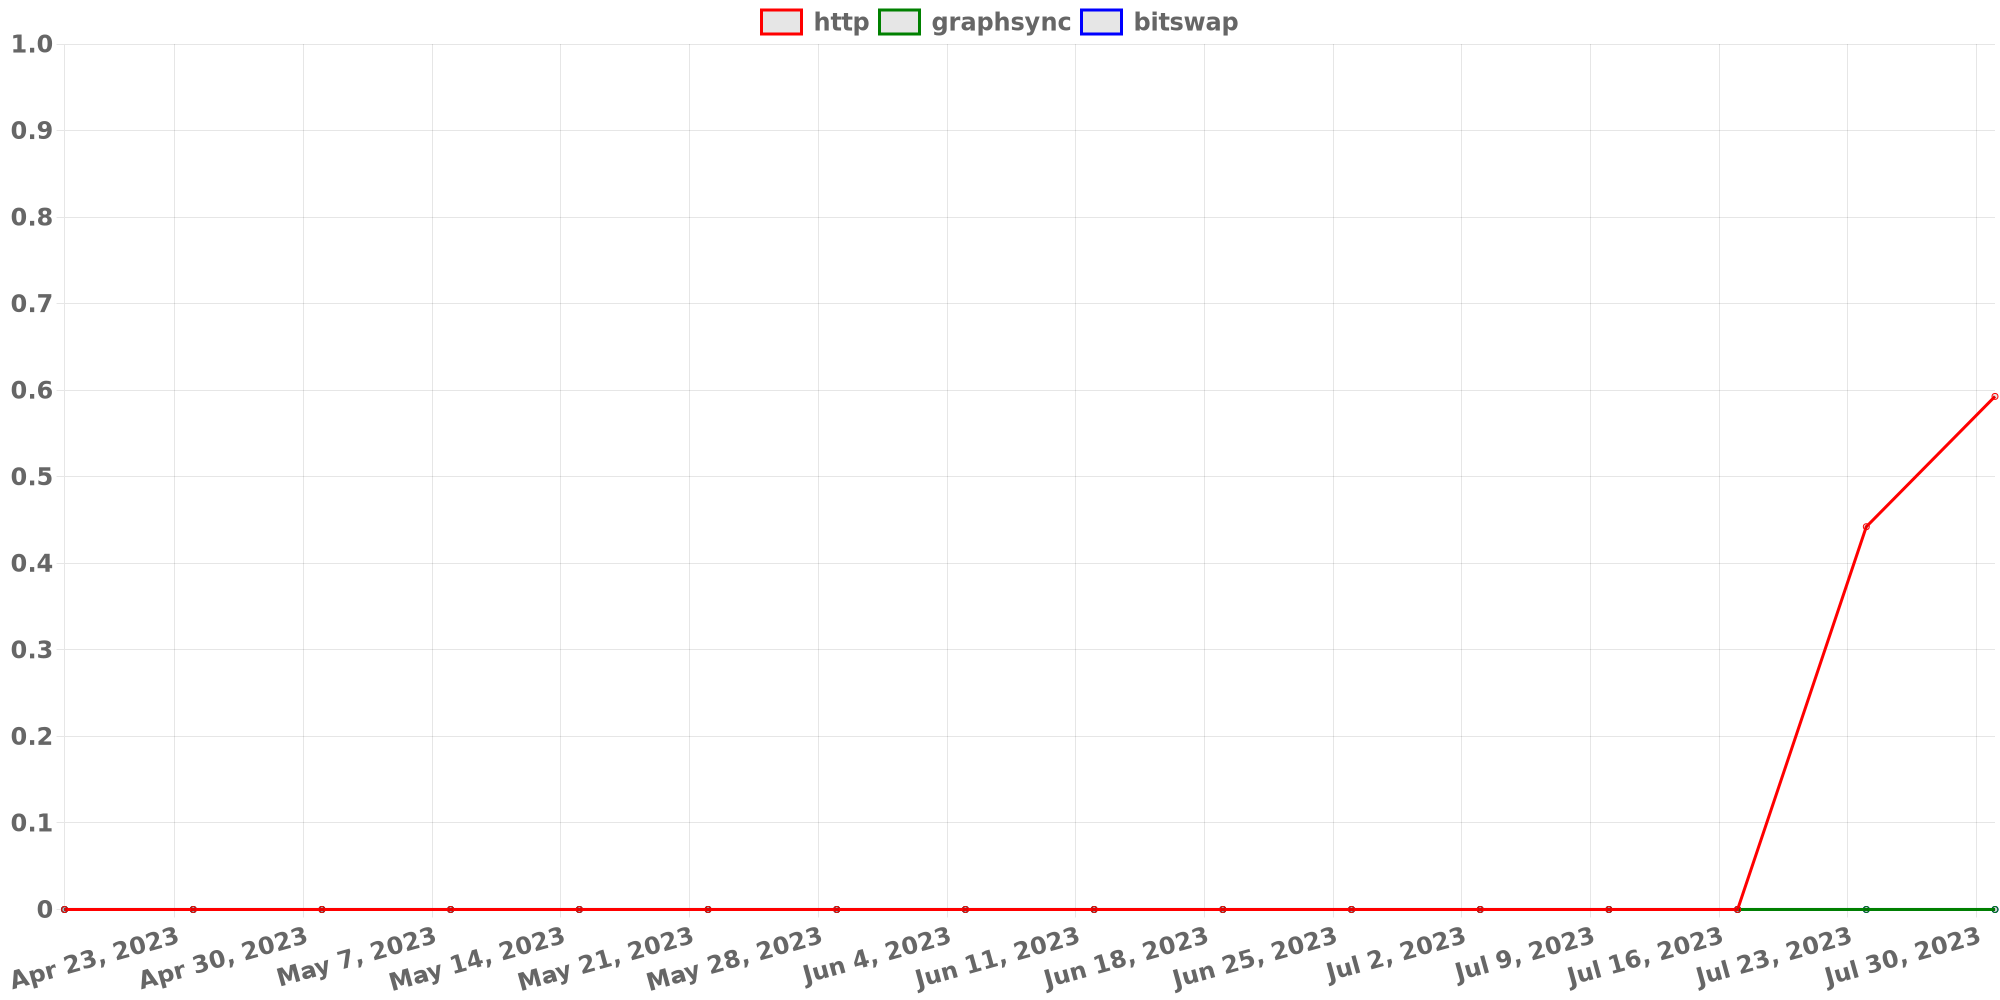 http graphsync bitswap
1.0
0.9
0.8
0.7
0.6
0.5
0.4
0.3
0.2
0.1
0
Apr 23, 2023
Apr 30, 2023
May 7, 2023
May 14, 2023
May 21, 2023
May 28, 2023
Jun 4, 2023
Jun 11, 2023
Jun 18, 2023
Jun 25, 2023
Jul 2, 2023
Jul 9, 2023
Jul 16, 2023
Jul 23, 2023
Jul 30, 2023